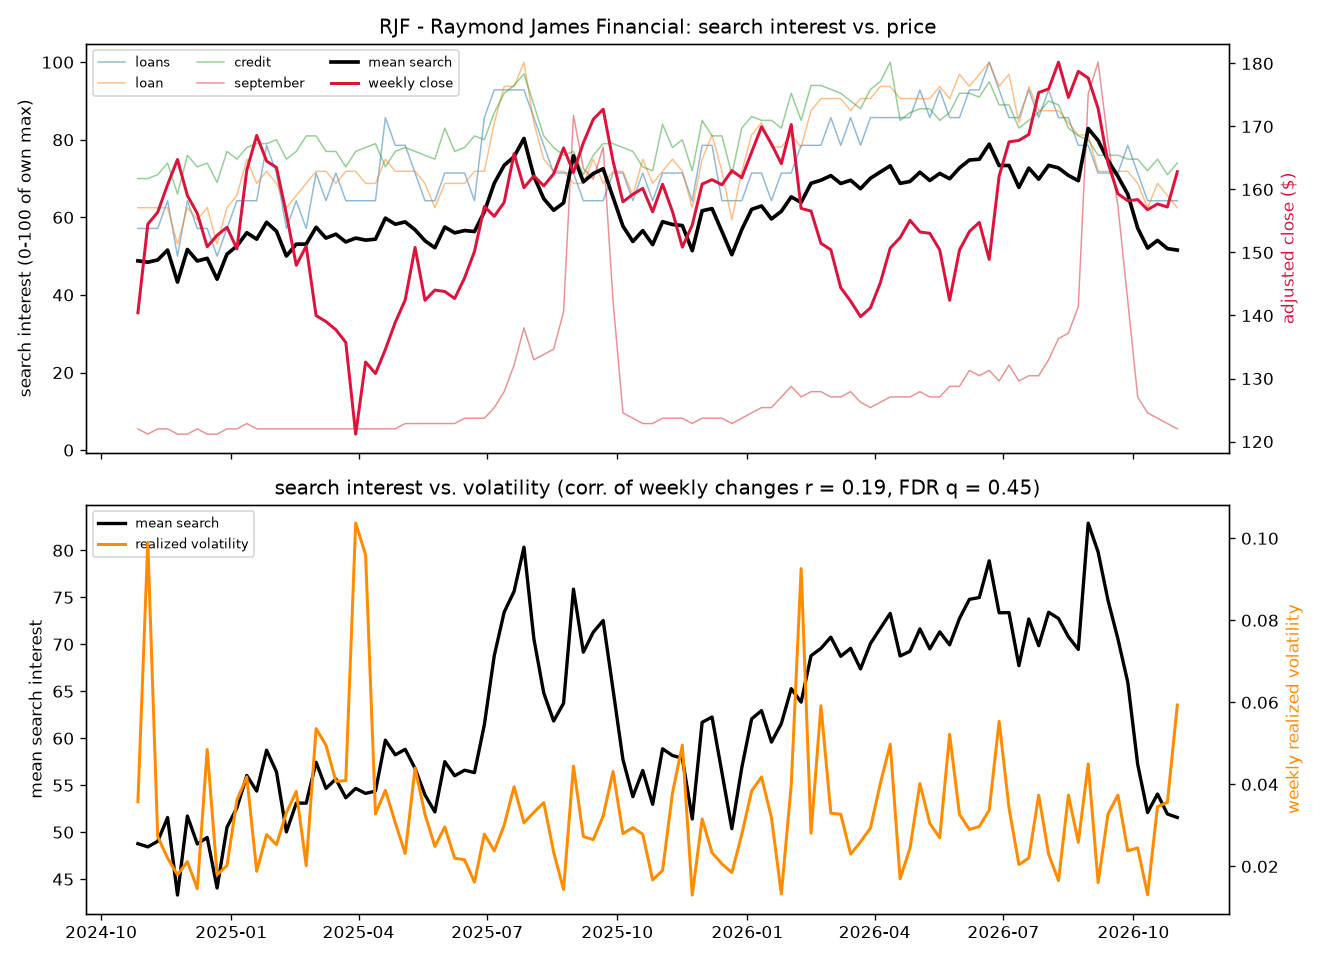 RJF - Raymond James Financial: search interest vs. price
loans
loan
credit
september
mean search
weekly close
search interest (0-100 of own max)
100
80
60
40
20
0
adjusted close ($)
180
170
160
150
140
130
120
search interest vs. volatility (corr. of weekly changes r = 0.19, FDR q = 0.45)
mean search
realized volatility
mean search interest
80
75
70
65
60
55
50
45
weekly realized volatility
0.10
0.08
0.06
0.04
0.02
2024-10
2025-01
2025-04
2025-07
2025-10
2026-01
2026-04
2026-07
2026-10